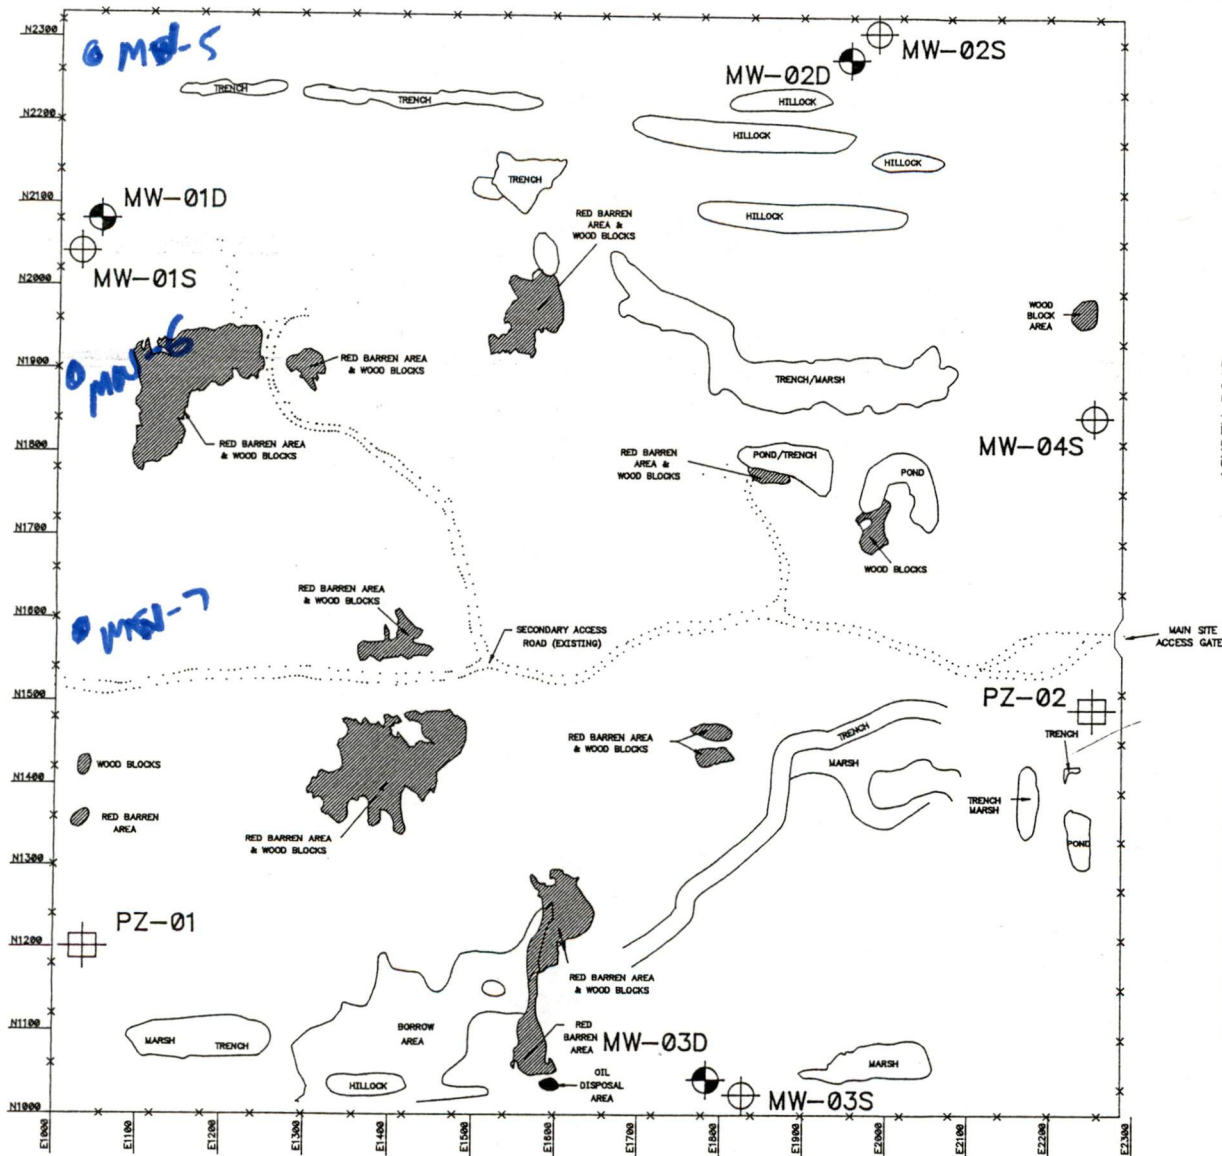 N2300
MW-5
MW-02S
MW-02D
TRENCH
TRENCH
HILLOCK
N2200
HILLOCK
HILLOCK
TRENCH
N2100
MW-01D
RED BARREN
AREA &
WOOD BLOCKS
HILLOCK
MW-01S
N2000
WOOD
BLOCK
AREA
MW-6
N1900
RED BARREN AREA
& WOOD BLOCKS
TRENCH/MARSH
RED BARREN AREA
& WOOD BLOCKS
MW-04S
N1800
RED BARREN
AREA &
WOOD BLOCKS
POND/TRENCH
POND
N1700
WOOD BLOCKS
RED BARREN AREA
& WOOD BLOCKS
N1600
MW-7
SECONDARY ACCESS
ROAD (EXISTING)
MAIN SITE
ACCESS GATE
N1500
PZ-02
TRENCH
TRENCH
RED BARREN AREA
& WOOD BLOCKS
MARSH
WOOD BLOCKS
N1400
TRENCH
MARSH
RED BARREN
AREA
RED BARREN AREA
& WOOD BLOCKS
POND
N1300
PZ-01
N1200
RED BARREN AREA
& WOOD BLOCKS
N1100
MARSH
TRENCH
BORROW
AREA
RED
BARREN
AREA
MW-03D
MARSH
HILLOCK
OIL
DISPOSAL
AREA
MW-03S
N1000
E1000
E1100
E1200
E1300
E1400
E1500
E1600
E1700
E1800
E1900
E2000
E2100
E2200
E2300